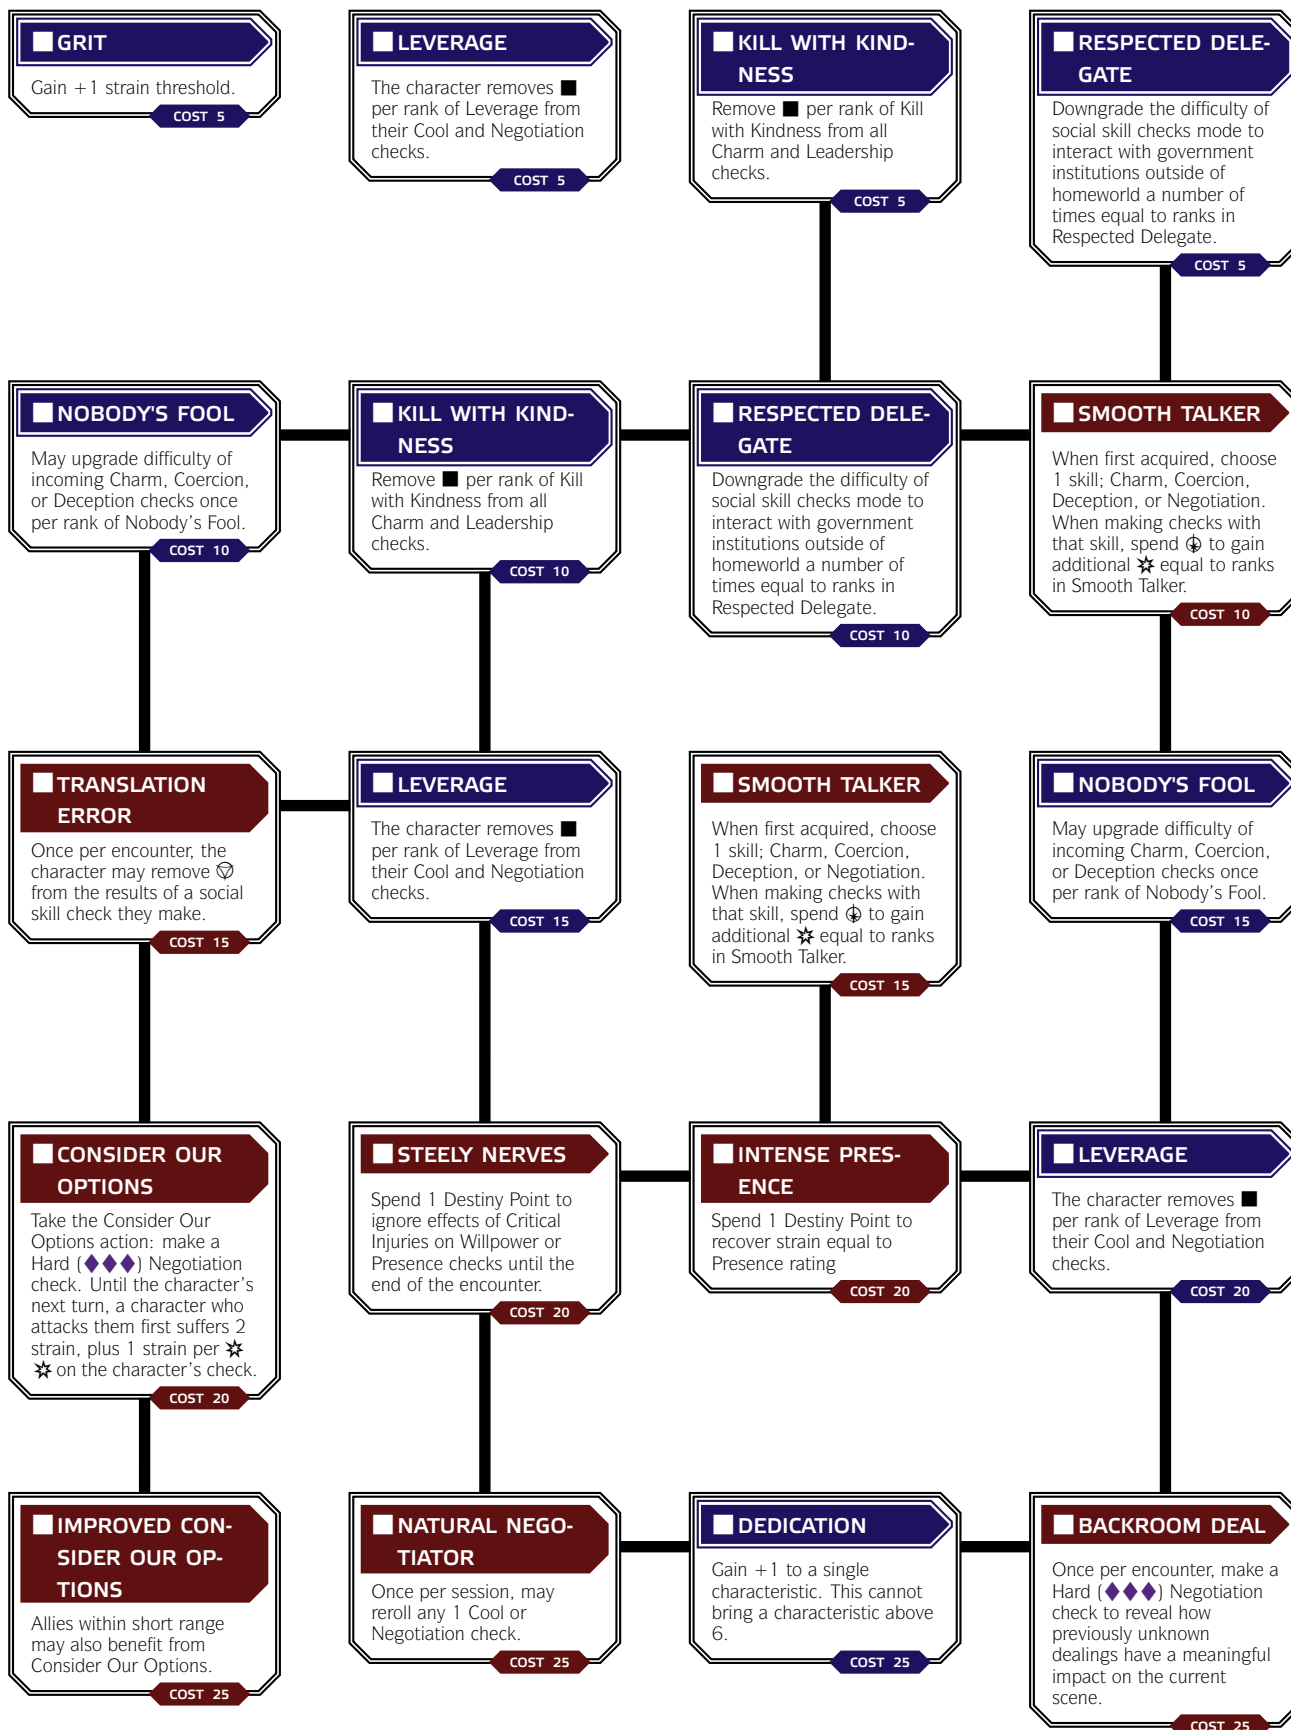 GRIT
Gain +1 strain threshold.
COST 5
LEVERAGE
The character removes ■
per rank of Leverage from
their Cool and Negotiation
checks.
COST 5
KILL WITH KIND-
NESS
Remove ■ per rank of Kill
with Kindness from all
Charm and Leadership
checks.
COST 5
RESPECTED DELE-
GATE
Downgrade the difficulty of
social skill checks mode to
interact with government
institutions outside of
homeworld a number of
times equal to ranks in
Respected Delegate.
COST 5
NOBODY'S FOOL
May upgrade difficulty of
incoming Charm, Coercion,
or Deception checks once
per rank of Nobody's Fool.
COST 10
KILL WITH KIND-
NESS
Remove ■ per rank of Kill
with Kindness from all
Charm and Leadership
checks.
COST 10
RESPECTED DELE-
GATE
Downgrade the difficulty of
social skill checks mode to
interact with government
institutions outside of
homeworld a number of
times equal to ranks in
Respected Delegate.
COST 10
SMOOTH TALKER
When first acquired, choose
1 skill; Charm, Coercion,
Deception, or Negotiation.
When making checks with
that skill, spend to gain
additional equal to ranks
in Smooth Talker.
COST 10
TRANSLATION
ERROR
Once per encounter, the
character may remove
from the results of a social
skill check they make.
COST 15
LEVERAGE
The character removes ■
per rank of Leverage from
their Cool and Negotiation
checks.
COST 15
SMOOTH TALKER
When first acquired, choose
1 skill; Charm, Coercion,
Deception, or Negotiation.
When making checks with
that skill, spend to gain
additional equal to ranks
in Smooth Talker.
COST 15
NOBODY'S FOOL
May upgrade difficulty of
incoming Charm, Coercion,
or Deception checks once
per rank of Nobody's Fool.
COST 15
CONSIDER OUR
OPTIONS
Take the Consider Our
Options action: make a
Hard (◆◆◆) Negotiation
check. Until the character's
next turn, a character who
attacks them first suffers 2
strain, plus 1 strain per
on the character's check.
COST 20
STEELY NERVES
Spend 1 Destiny Point to
ignore effects of Critical
Injuries on Willpower or
Presence checks until the
end of the encounter.
COST 20
INTENSE PRES-
ENCE
Spend 1 Destiny Point to
recover strain equal to
Presence rating
COST 20
LEVERAGE
The character removes ■
per rank of Leverage from
their Cool and Negotiation
checks.
COST 20
IMPROVED CON-
SIDER OUR OP-
TIONS
Allies within short range
may also benefit from
Consider Our Options.
COST 25
NATURAL NEGO-
TIATOR
Once per session, may
reroll any 1 Cool or
Negotiation check.
COST 25
DEDICATION
Gain +1 to a single
characteristic. This cannot
bring a characteristic above
6.
COST 25
BACKROOM DEAL
Once per encounter, make a
Hard (◆◆◆) Negotiation
check to reveal how
previously unknown
dealings have a meaningful
impact on the current
scene.
COST 25